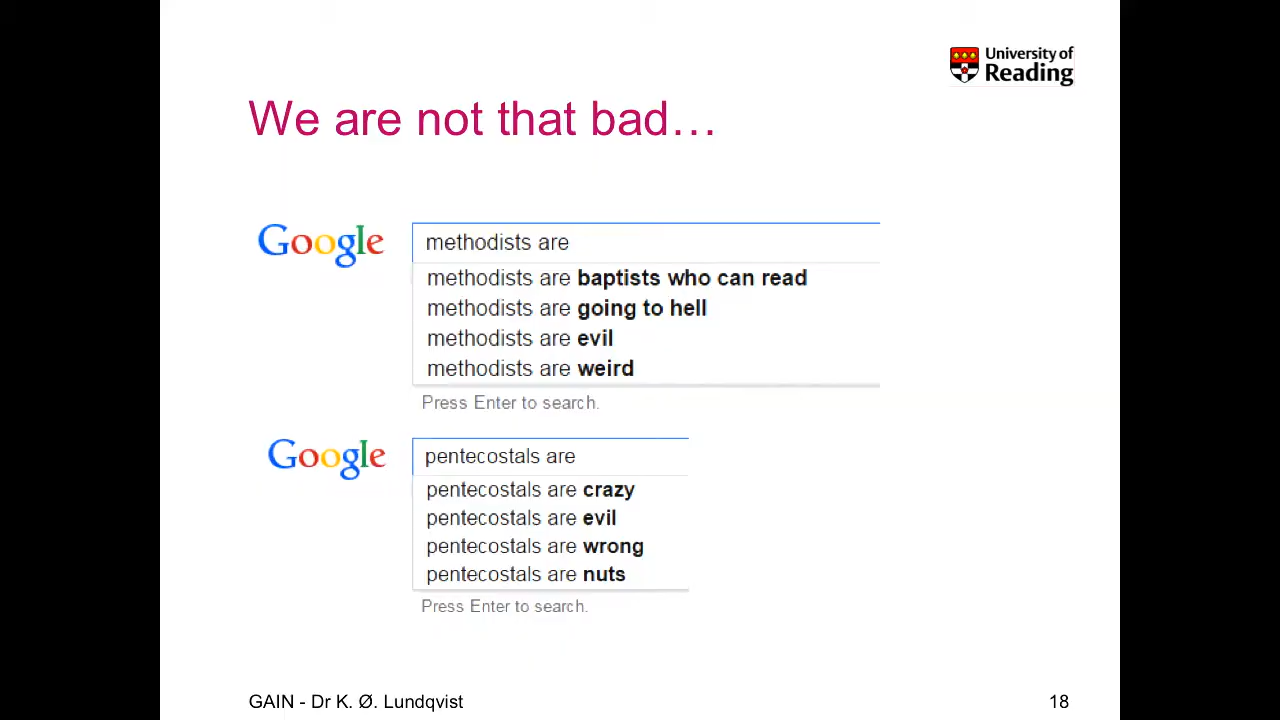 University of
Reading
We are not that bad…
Google
methodists are
methodists are baptists who can read
methodists are going to hell
methodists are evil
methodists are weird
Press Enter to search.
Google
pentecostals are
pentecostals are crazy
pentecostals are evil
pentecostals are wrong
pentecostals are nuts
Press Enter to search.
GAIN - Dr K. Ø. Lundqvist
18